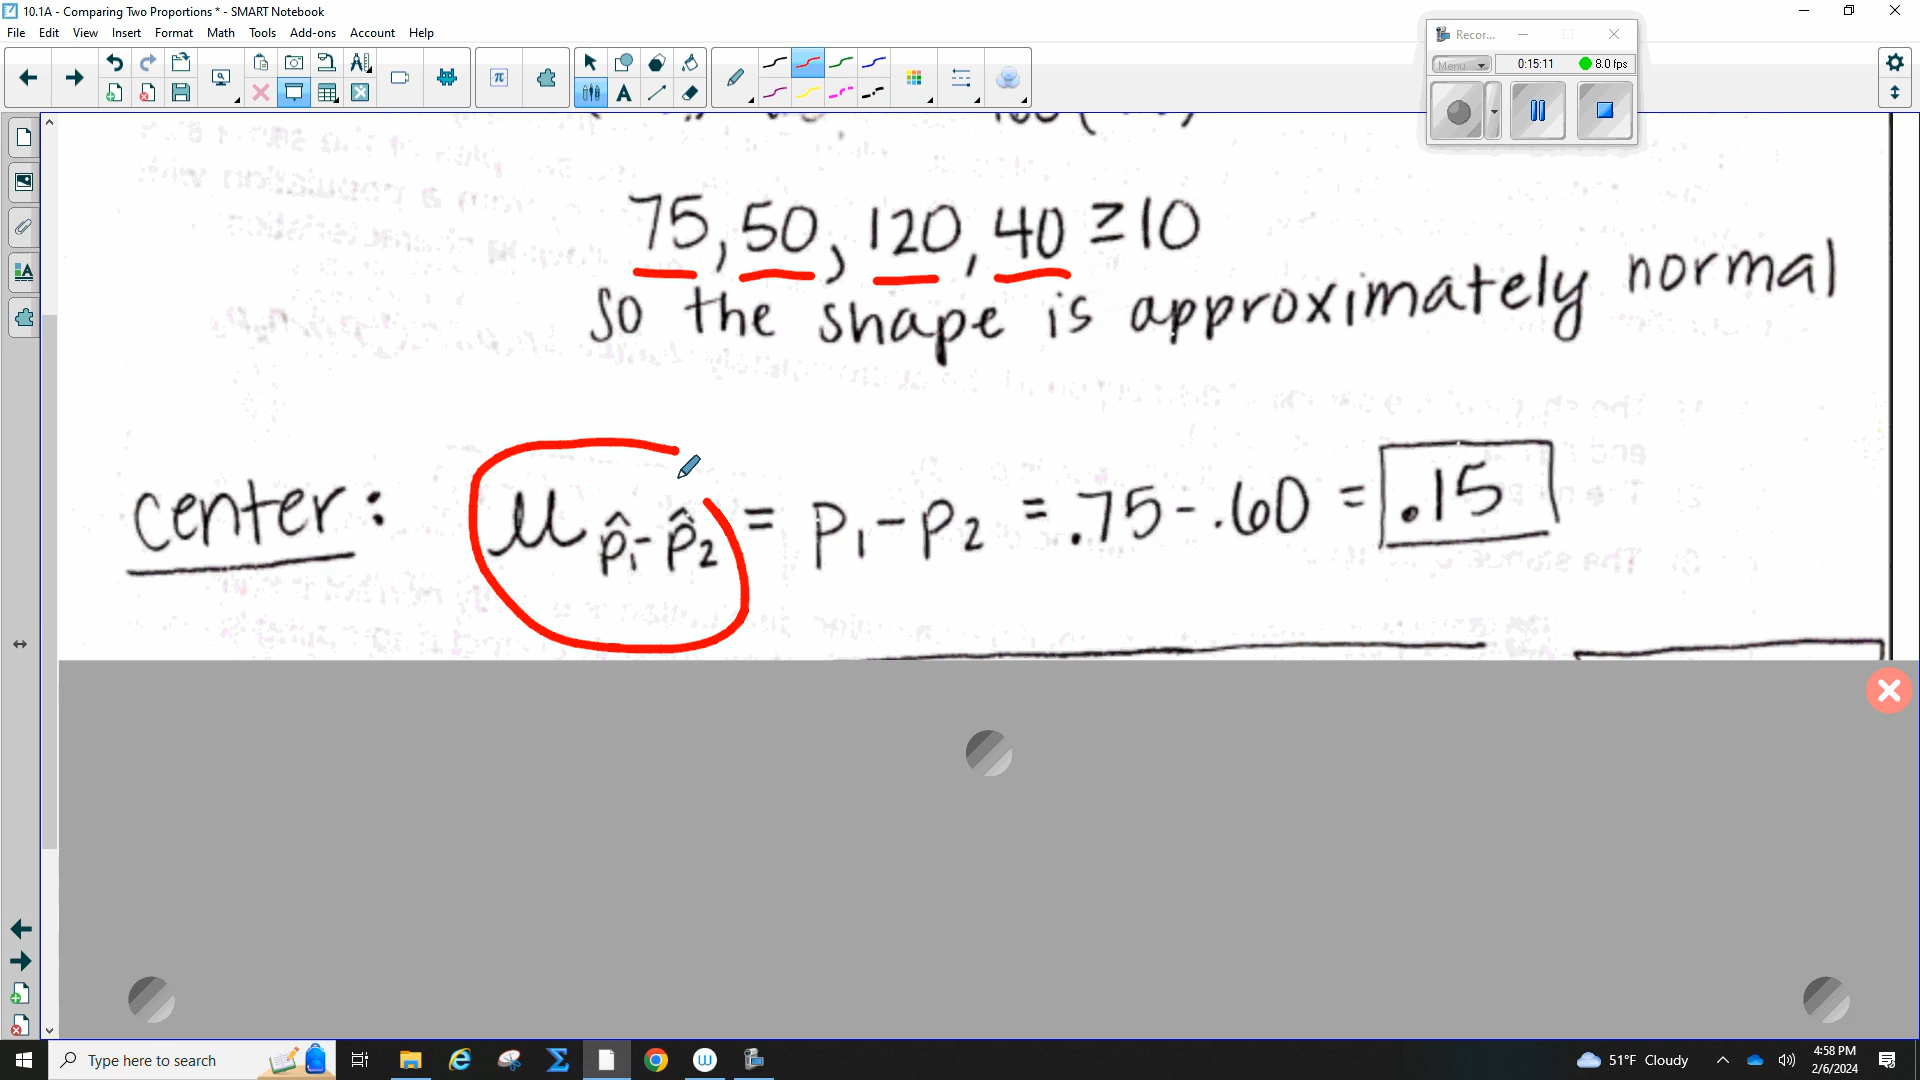 10.1A - Comparing Two Proportions * - SMART Notebook
File Edit View Insert Format Math Tools Add-ons Account Help
Recor...
Menu 0:15:11 8.0 fps
75, 50, 120, 40 ≥ 10
so the shape is approximately normal
center: μ p̂₁-p̂₂ = p₁-p₂ = .75-.60 = .15
Type here to search
51°F Cloudy
4:58 PM
2/6/2024